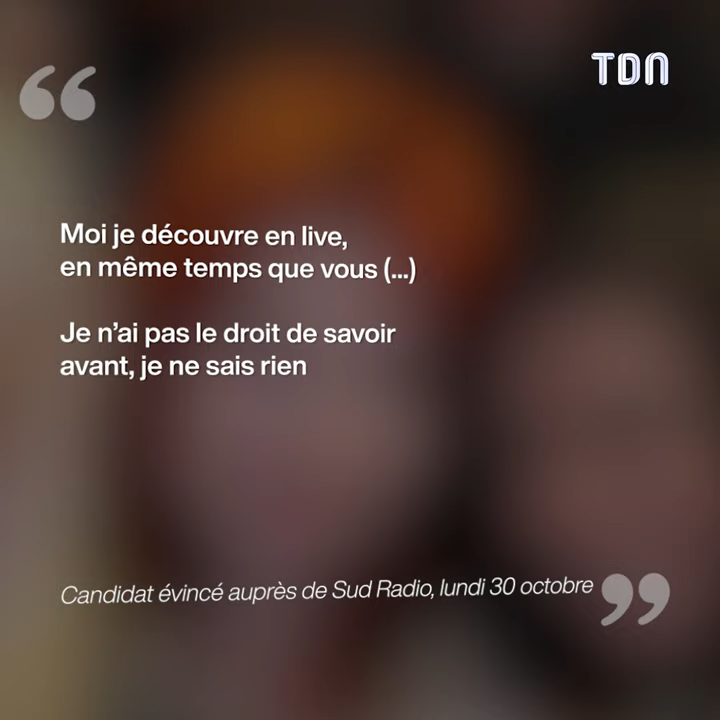 TDN
“
Moi je découvre en live,
en même temps que vous (...)
Je n’ai pas le droit de savoir
avant, je ne sais rien
Candidat évincé auprès de Sud Radio, lundi 30 octobre
”